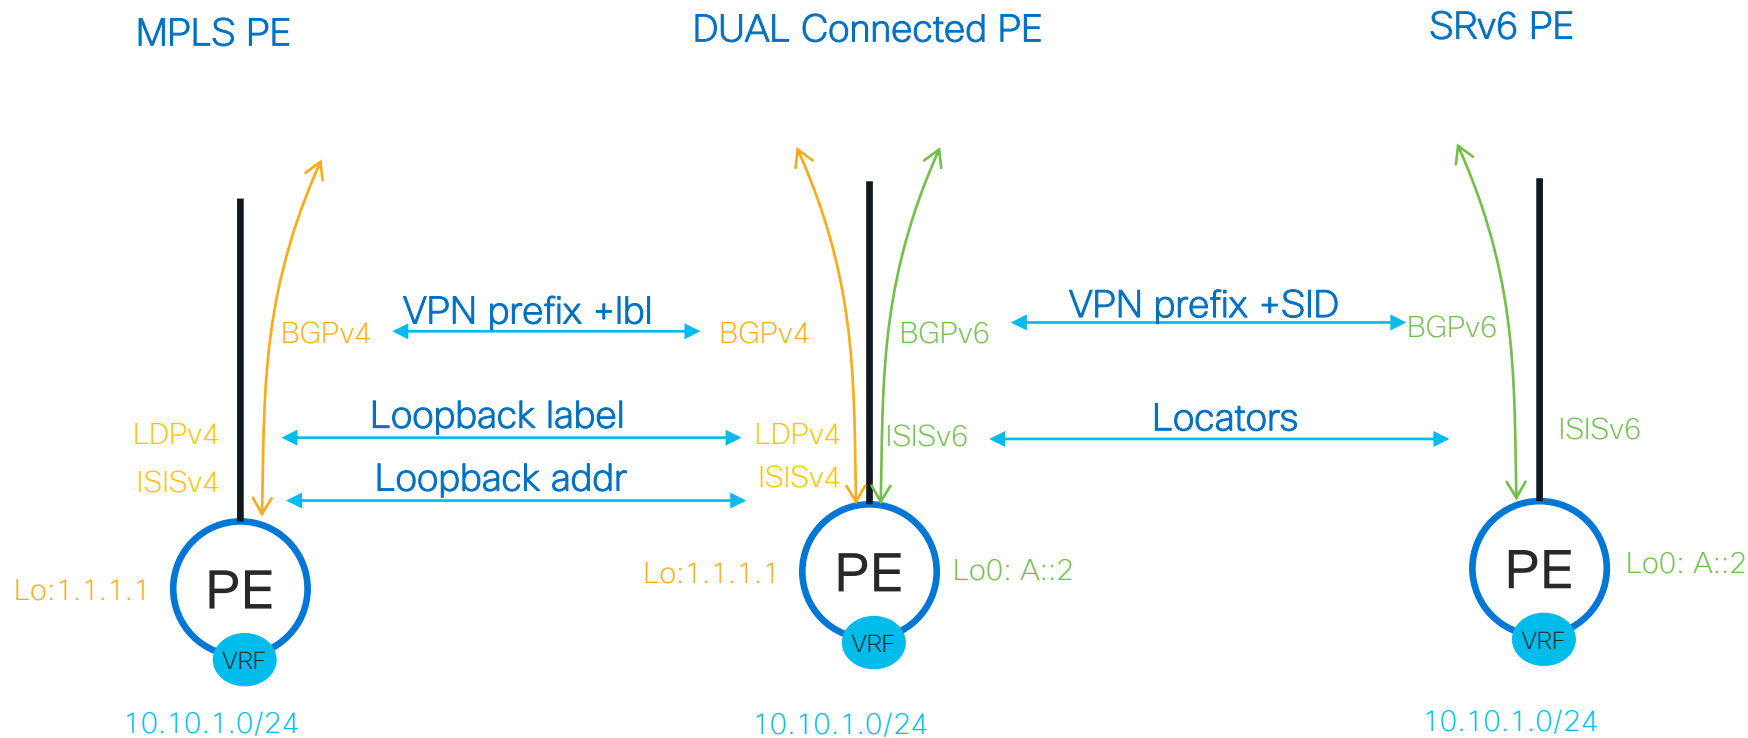 MPLS PE
DUAL Connected PE
SRv6 PE
VPN prefix +lbl
VPN prefix +SID
BGPv4
BGPv4
BGPv6
BGPv6
Loopback label
Locators
LDPv4
LDPv4
ISISv6
ISISv6
Loopback addr
ISISv4
ISISv4
Lo:1.1.1.1
PE
Lo:1.1.1.1
PE
Lo0: A::2
PE
Lo0: A::2
VRF
VRF
VRF
10.10.1.0/24
10.10.1.0/24
10.10.1.0/24